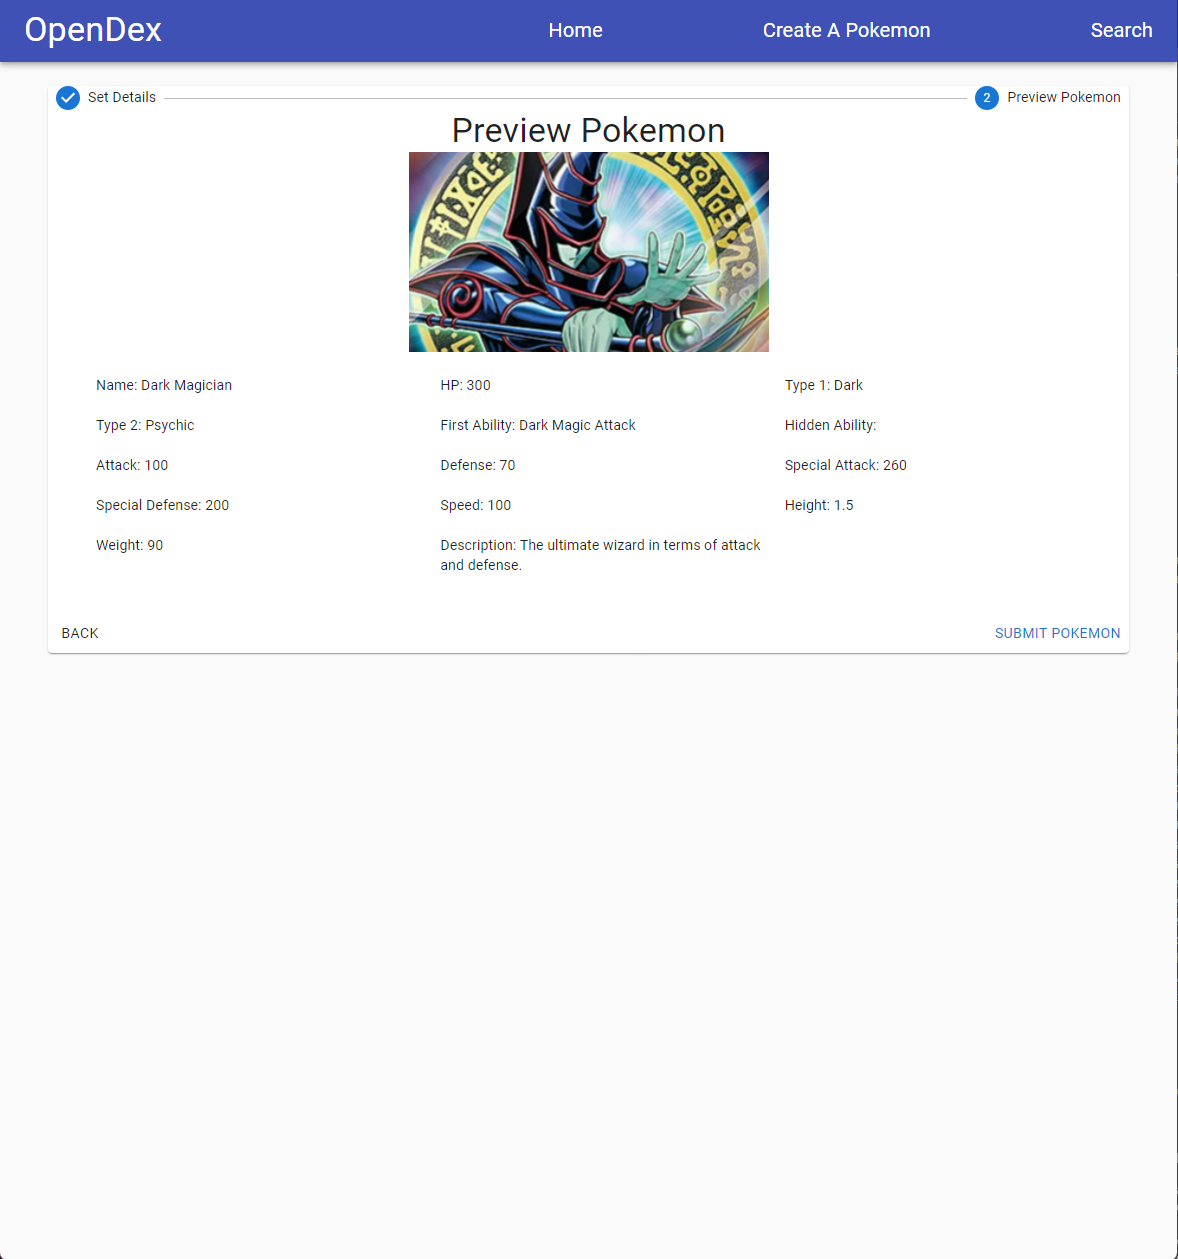 OpenDex Home Create A Pokemon Search
Set Details 2 Preview Pokemon
Preview Pokemon
Name: Dark Magician HP: 300 Type 1: Dark
Type 2: Psychic First Ability: Dark Magic Attack Hidden Ability:
Attack: 100 Defense: 70 Special Attack: 260
Special Defense: 200 Speed: 100 Height: 1.5
Weight: 90 Description: The ultimate wizard in terms of attack
and defense.
BACK SUBMIT POKEMON